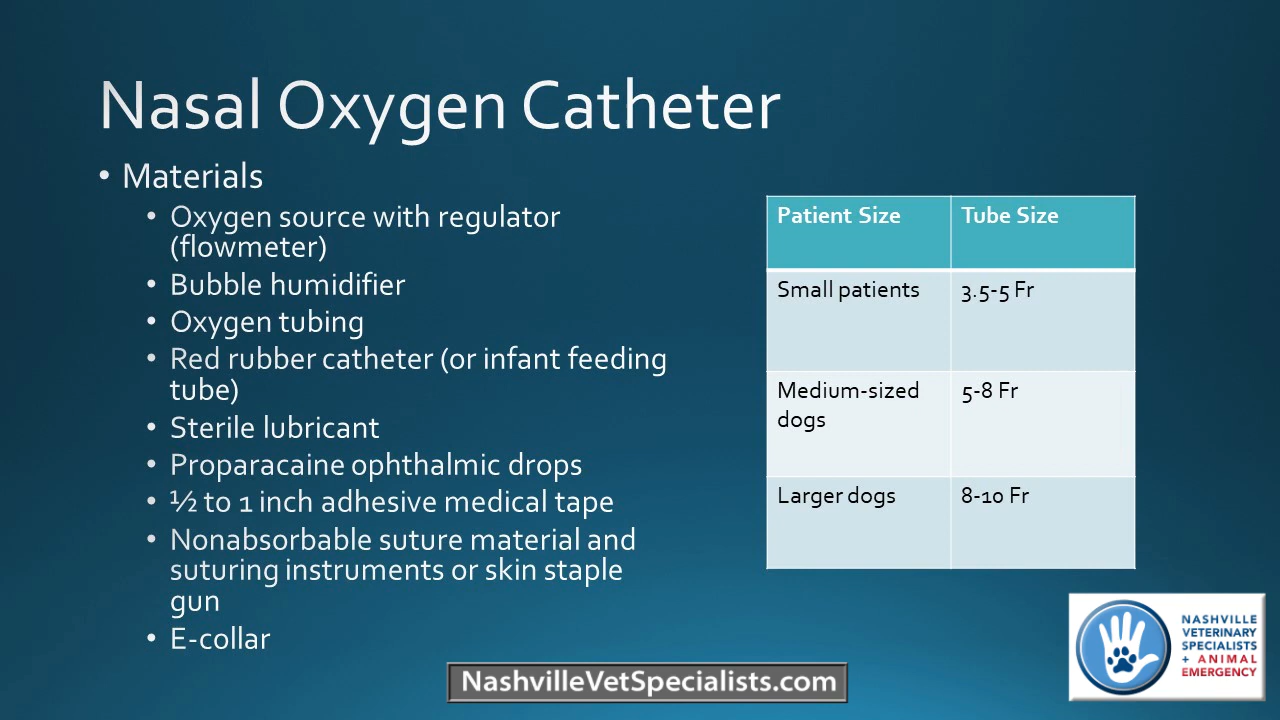 Nasal Oxygen Catheter
• Materials
• Oxygen source with regulator
(flowmeter)
• Bubble humidifier
• Oxygen tubing
• Red rubber catheter (or infant feeding
tube)
• Sterile lubricant
• Proparacaine ophthalmic drops
• ½ to 1 inch adhesive medical tape
• Nonabsorbable suture material and
suturing instruments or skin staple
gun
• E-collar
Patient Size Tube Size
Small patients 3.5-5 Fr
Medium-sized 5-8 Fr
dogs
Larger dogs 8-10 Fr
NashvilleVetSpecialists.com
NASHVILLE
VETERINARY
SPECIALISTS
+ ANIMAL
EMERGENCY